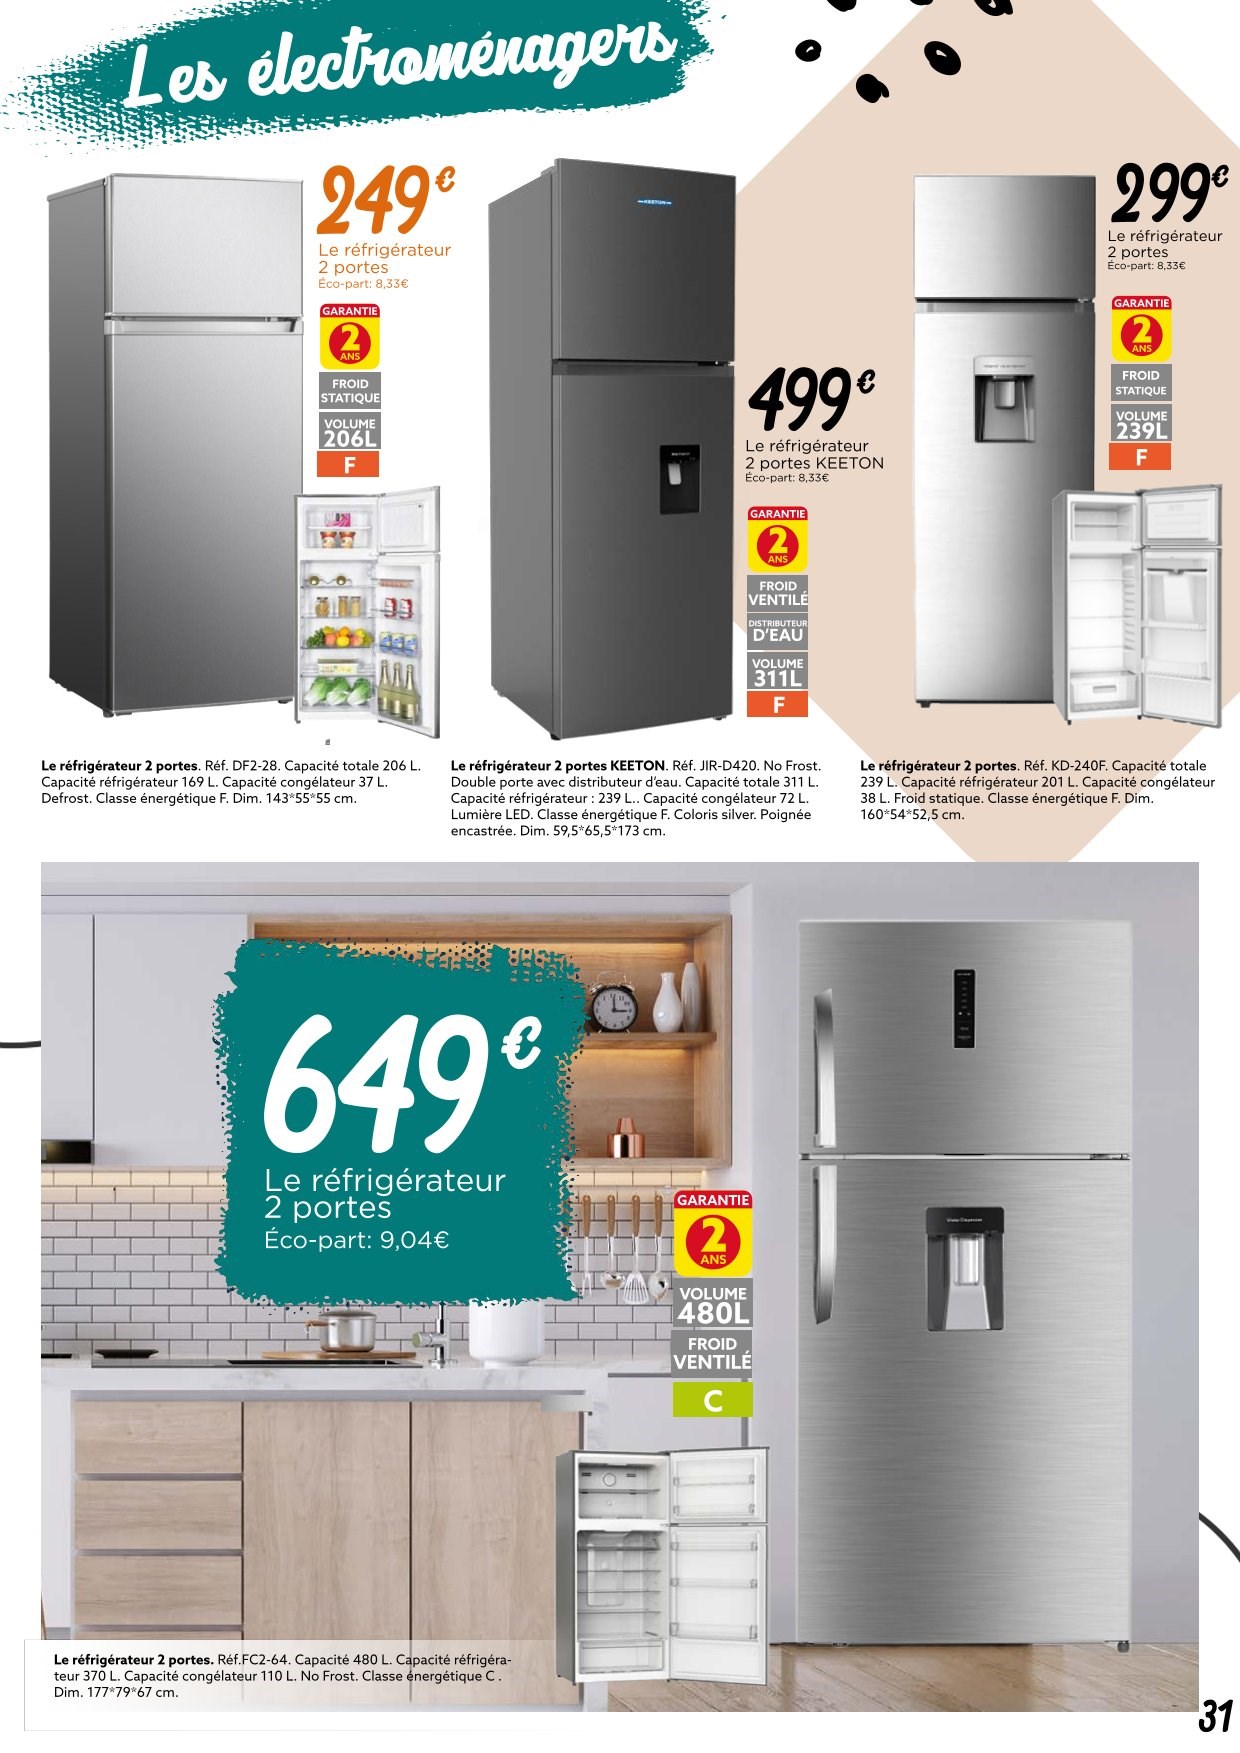 Les électroménagers
249€
Le réfrigérateur
2 portes
Éco-part: 8,33€
GARANTIE
2
ANS
FROID
STATIQUE
VOLUME
206L
F
KEETON
499€
Le réfrigérateur
2 portes KEETON
Éco-part: 8,33€
GARANTIE
2
ANS
FROID
VENTILÉ
DISTRIBUTEUR
D'EAU
VOLUME
311L
F
299€
Le réfrigérateur
2 portes
Éco-part: 8,33€
GARANTIE
2
ANS
FROID
STATIQUE
VOLUME
239L
F
Le réfrigérateur 2 portes. Réf. DF2-28. Capacité totale 206 L.
Capacité réfrigérateur 169 L. Capacité congélateur 37 L.
Defrost. Classe énergétique F. Dim. 143*55*55 cm.
Le réfrigérateur 2 portes KEETON. Réf. JIR-D420. No Frost.
Double porte avec distributeur d'eau. Capacité totale 311 L.
Capacité réfrigérateur : 239 L.. Capacité congélateur 72 L.
Lumière LED. Classe énergétique F. Coloris silver. Poignée
encastrée. Dim. 59,5*65,5*173 cm.
Le réfrigérateur 2 portes. Réf. KD-240F. Capacité totale
239 L. Capacité réfrigérateur 201 L. Capacité congélateur
38 L. Froid statique. Classe énergétique F. Dim.
160*54*52,5 cm.
649€
Le réfrigérateur
2 portes
Éco-part: 9,04€
GARANTIE
2
ANS
VOLUME
480L
FROID
VENTILÉ
C
Water Dispenser
Le réfrigérateur 2 portes. Réf.FC2-64. Capacité 480 L. Capacité réfrigéra-
teur 370 L. Capacité congélateur 110 L. No Frost. Classe énergétique C .
Dim. 177*79*67 cm.
31